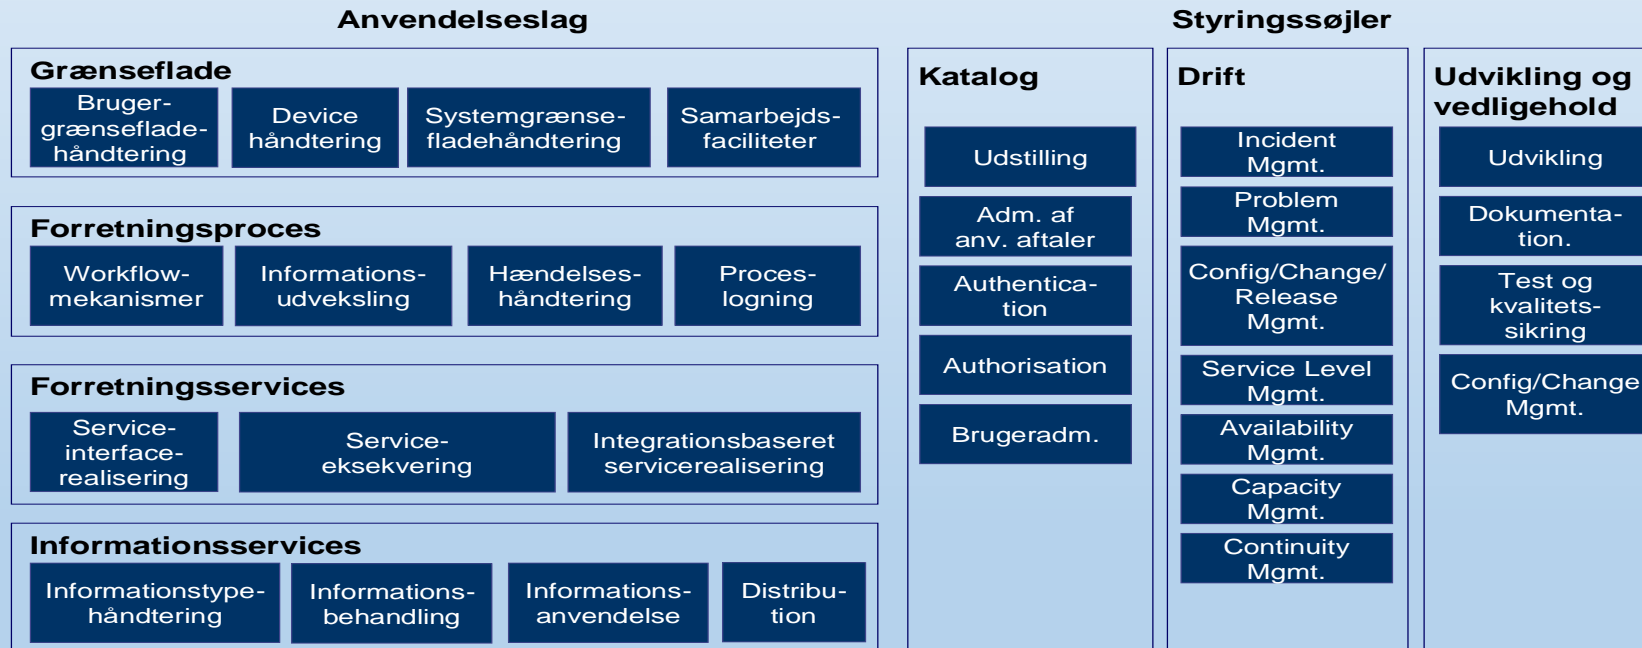 Anvendelseslag
Grænseflade
Bruger-
grænseflade-
håndtering
Device
håndtering
Systemgrænse-
fladehåndtering
Samarbejds-
faciliteter
Forretningsproces
Workflow-
mekanismer
Informations-
udveksling
Hændelses-
håndtering
Proces-
logning
Forretningsservices
Service-
interface-
realisering
Service-
eksekvering
Integrationsbaseret
servicerealisering
Informationsservices
Informationstype-
håndtering
Informations-
behandling
Informations-
anvendelse
Distribu-
tion
Styringssøjler
Katalog
Udstilling
Adm. af
anv. aftaler
Authentica-
tion
Authorisation
Brugeradm.
Drift
Incident
Mgmt.
Problem
Mgmt.
Config/Change/
Release
Mgmt.
Service Level
Mgmt.
Availability
Mgmt.
Capacity
Mgmt.
Continuity
Mgmt.
Udvikling og
vedligehold
Udvikling
Dokumenta-
tion.
Test og
kvalitets-
sikring
Config/Change
Mgmt.